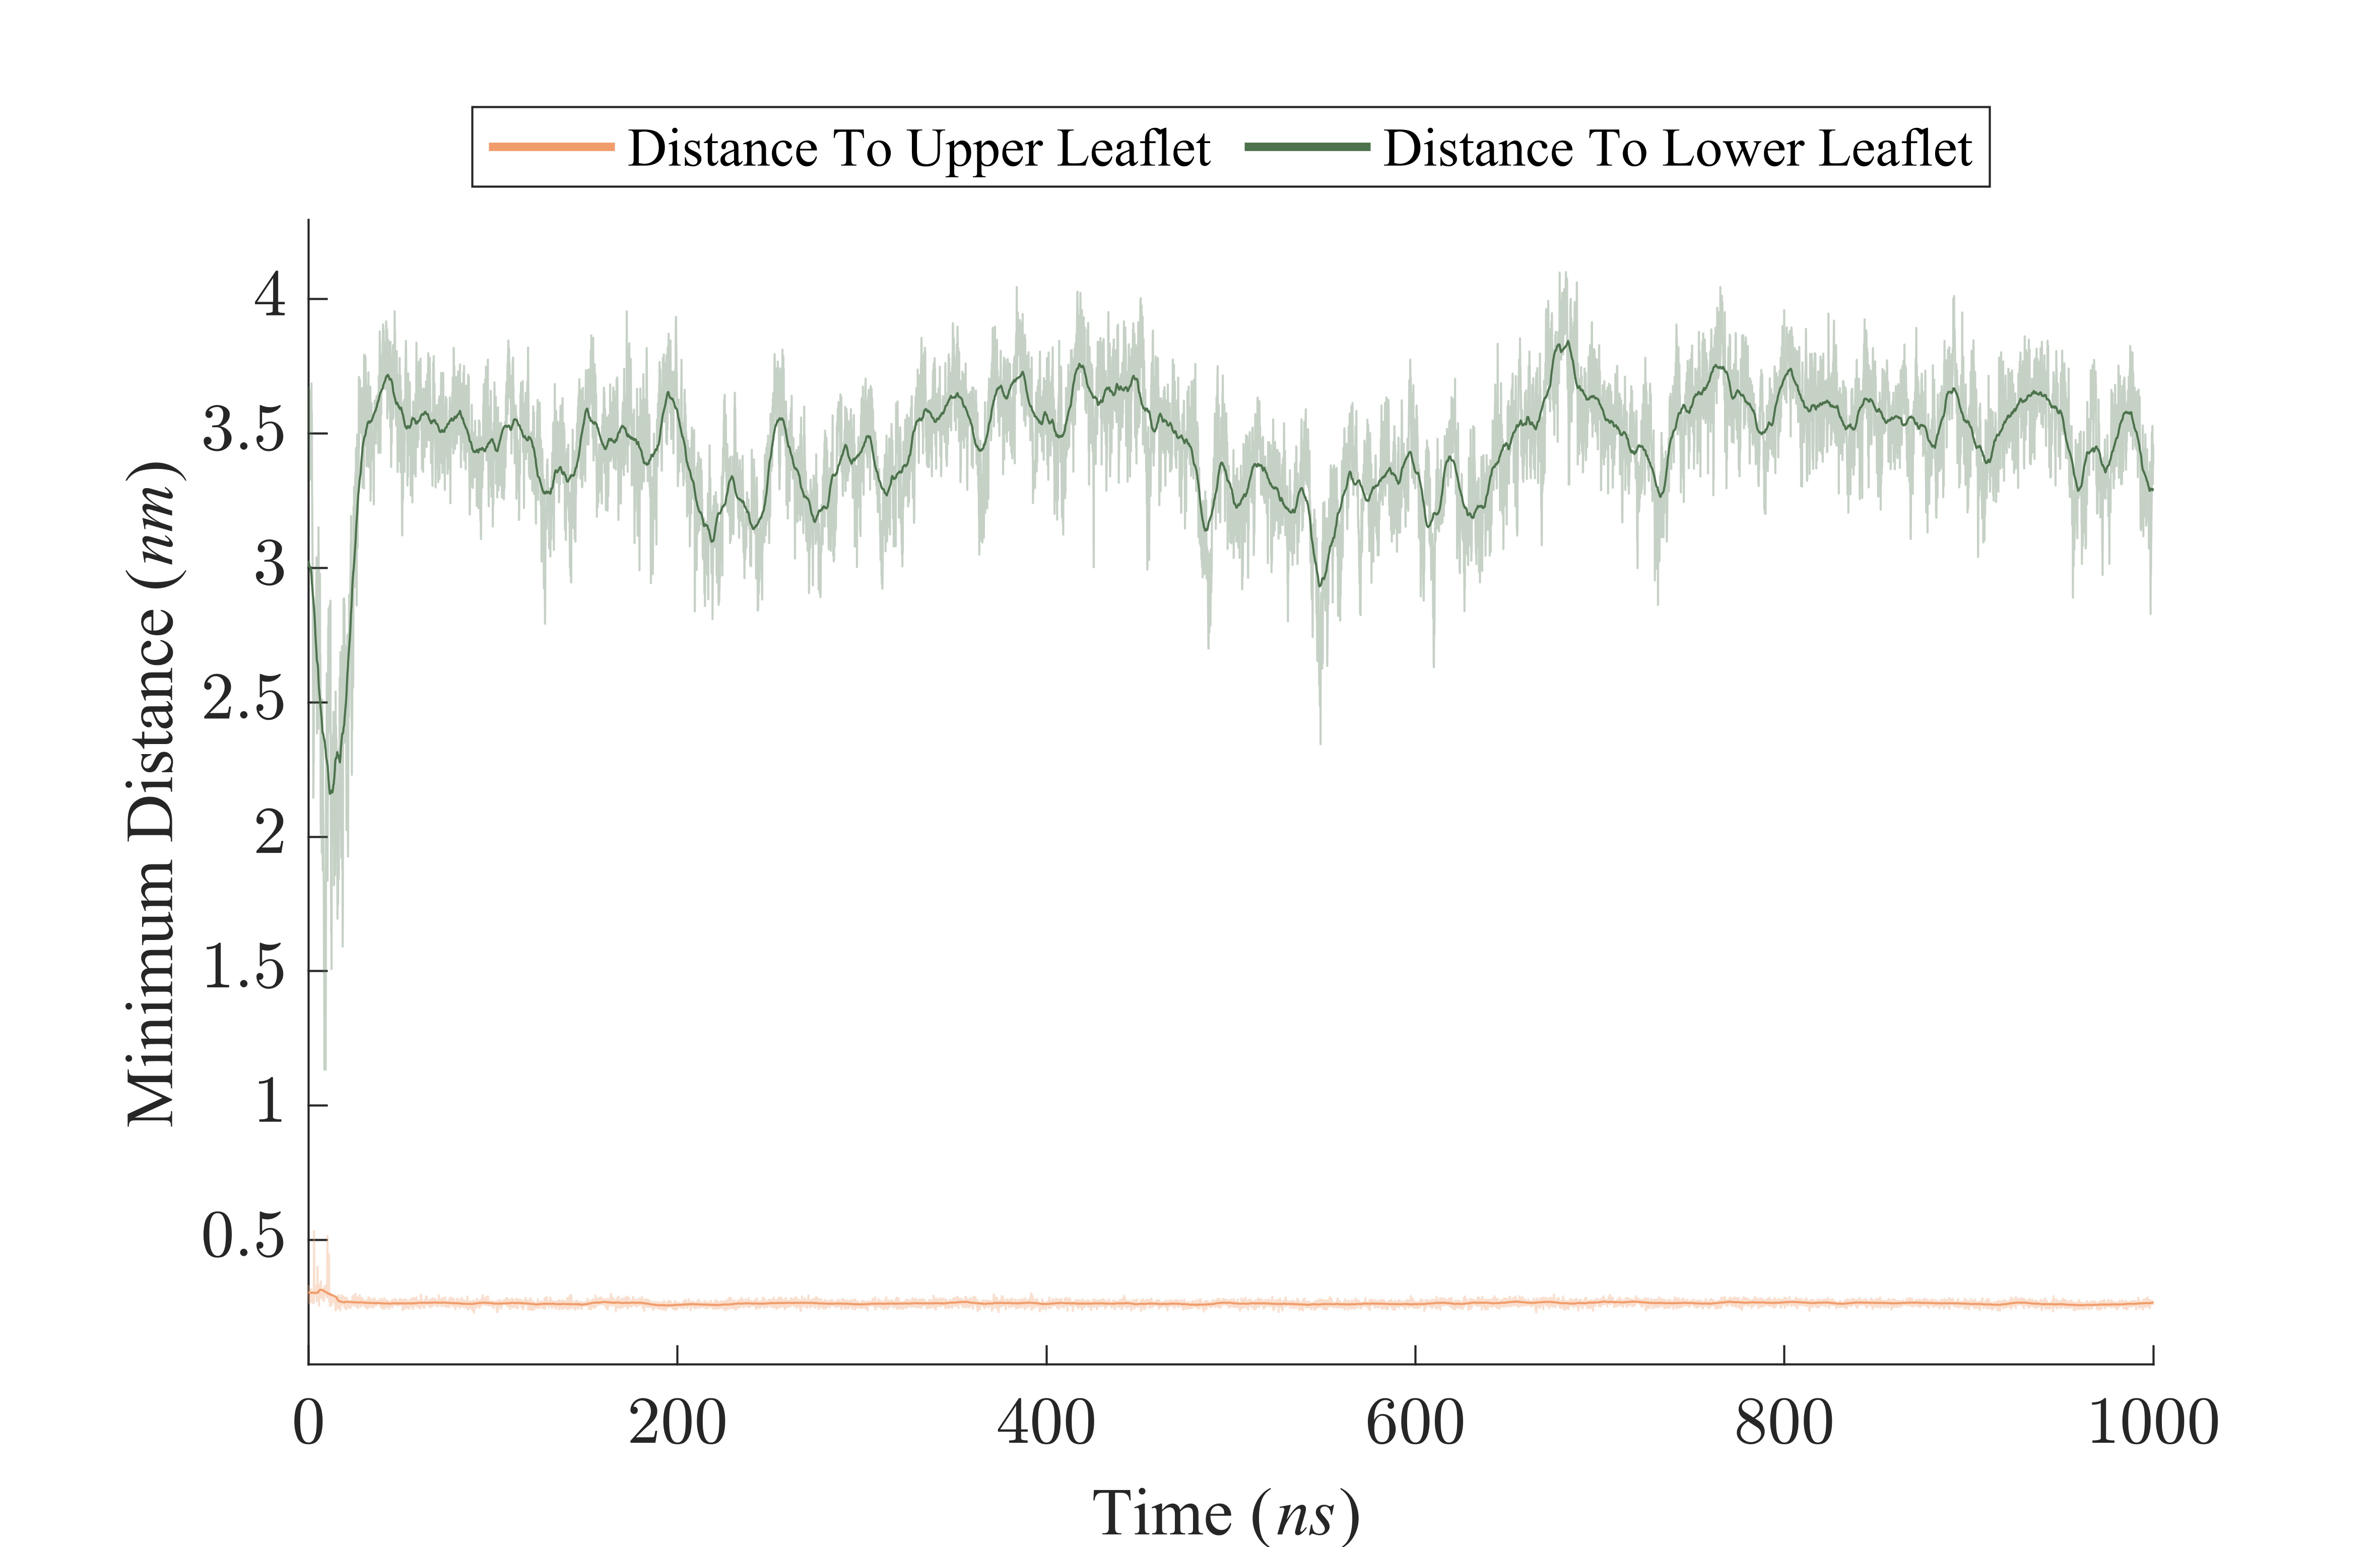 Distance To Upper Leaflet Distance To Lower Leaflet
Minimum Distance (nm)
4
3.5
3
2.5
2
1.5
1
0.5
0 200 400 600 800 1000
Time (ns)